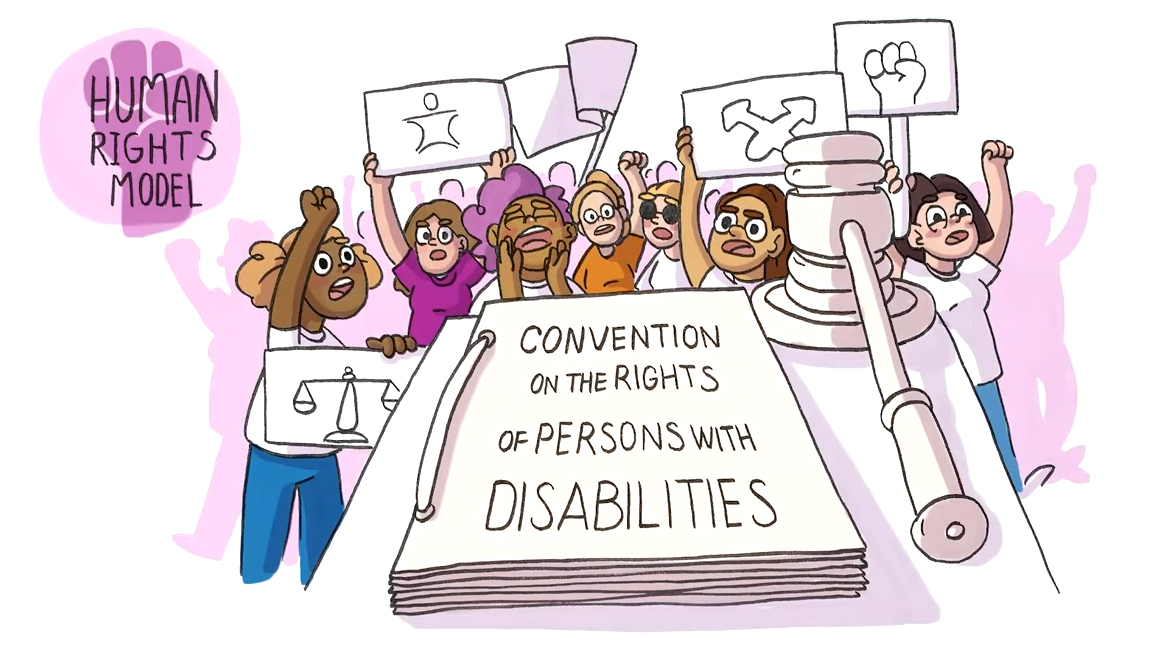 HUMAN
RIGHTS
MODEL
CONVENTION
ON THE RIGHTS
OF PERSONS WITH
DISABILITIES